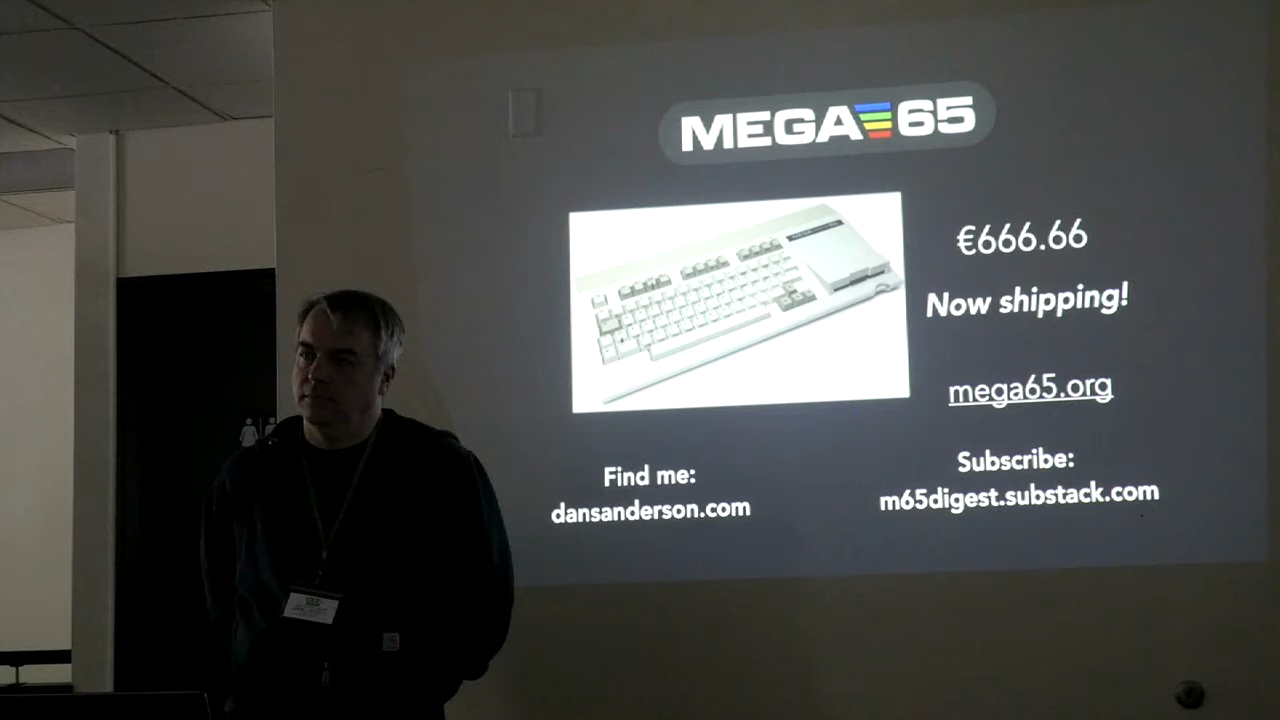 MEGA65
€666.66
Now shipping!
mega65.org
Find me:
dansanderson.com
Subscribe:
m65digest.substack.com